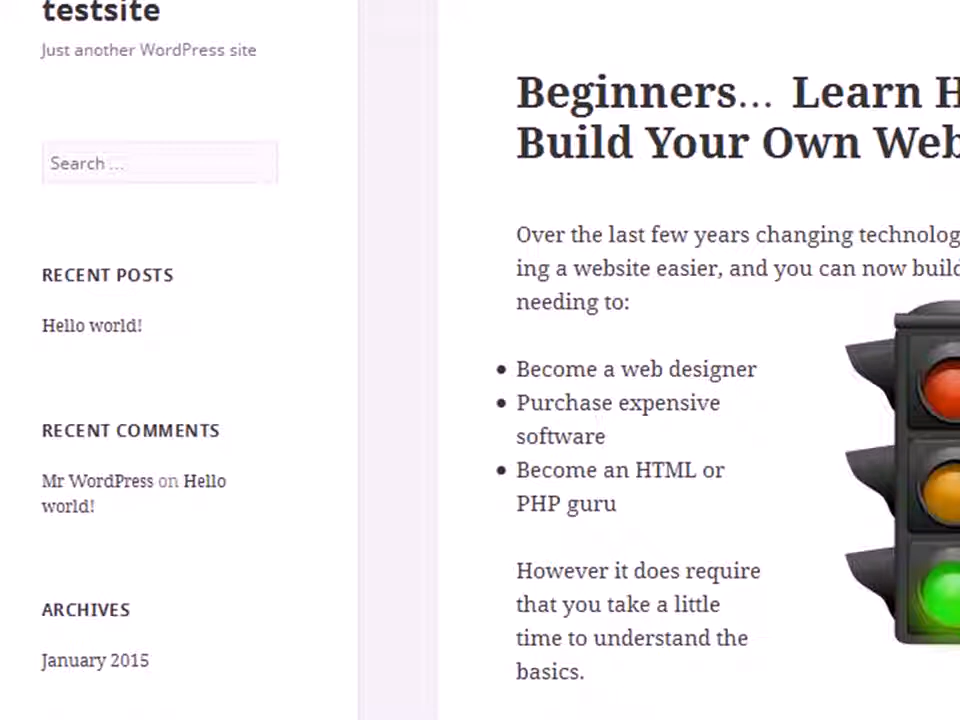 testsite
Just another WordPress site
Search ...
RECENT POSTS
Hello world!
RECENT COMMENTS
Mr WordPress on Hello
world!
ARCHIVES
January 2015
Beginners... Learn H
Build Your Own Web
Over the last few years changing technolog
ing a website easier, and you can now build
needing to:
• Become a web designer
• Purchase expensive
software
• Become an HTML or
PHP guru
However it does require
that you take a little
time to understand the
basics.